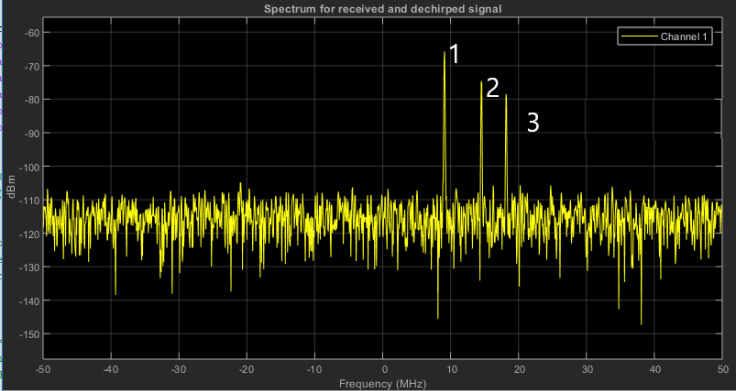 Spectrum for received and dechirped signal
Channel 1
1
2
3
dBm
-60
-70
-80
-90
-100
-110
-120
-130
-140
-150
-50 -40 -30 -20 -10 0 10 20 30 40 50
Frequency (MHz)